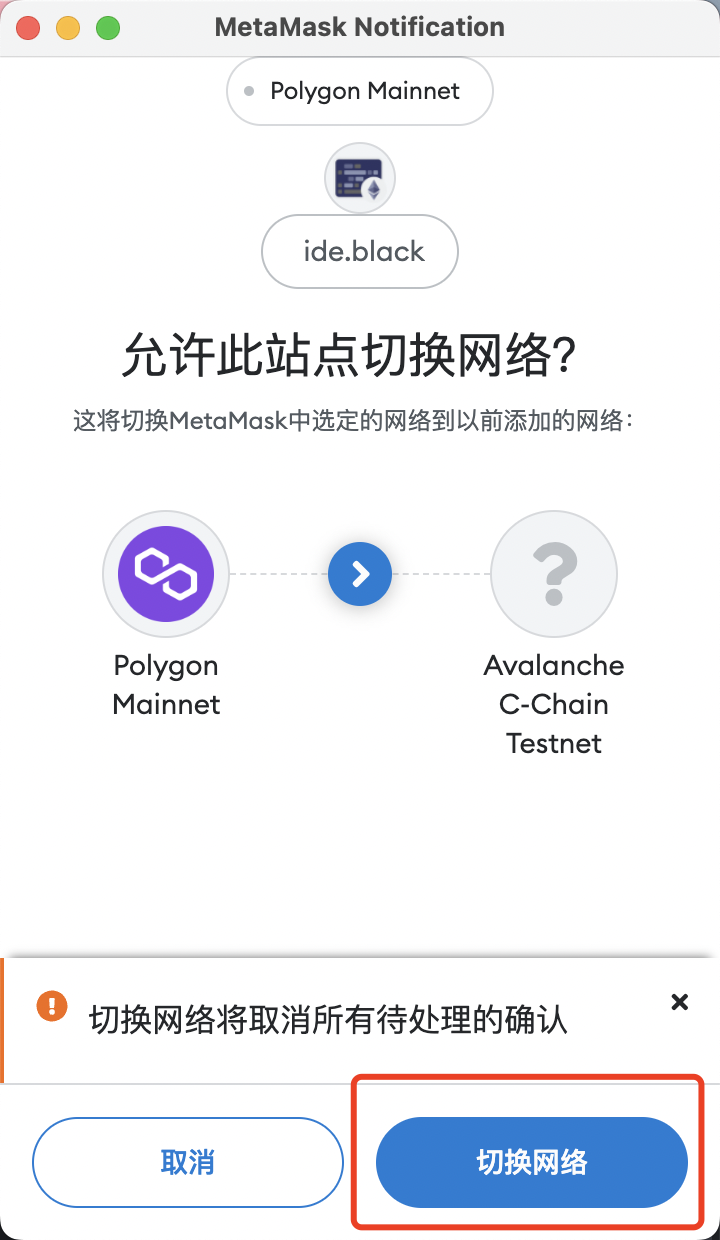 MetaMask Notification
Polygon Mainnet
ide.black
允许此站点切换网络?
这将切换MetaMask中选定的网络到以前添加的网络：
Polygon
Mainnet
Avalanche
C-Chain
Testnet
切换网络将取消所有待处理的确认
取消
切换网络